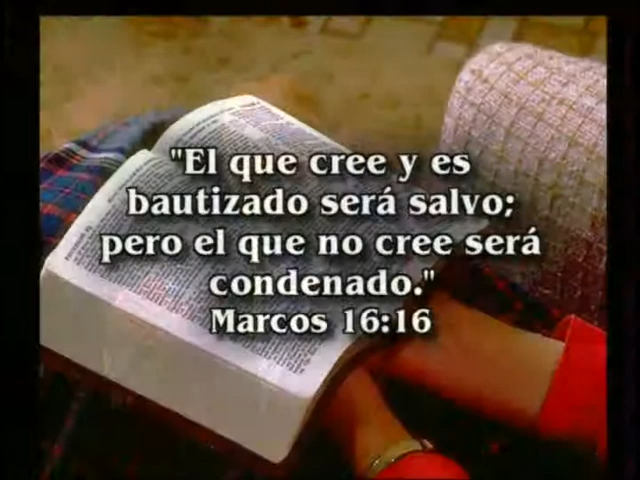 "El que cree y es
bautizado será salvo;
pero el que no cree será
condenado."
Marcos 16:16